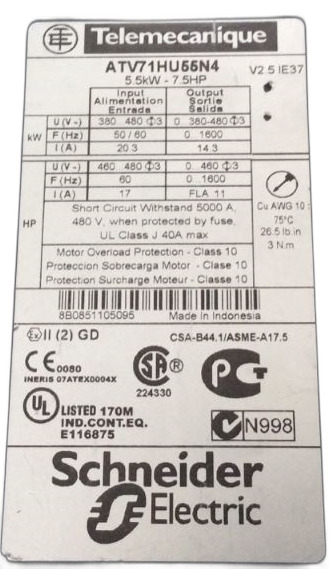 Telemecanique
ATV71HU55N4
5.5kW - 7.5HP
V2.5 IE37
Input Output
Alimentation Sortie
Entrada Salida
kW
U (V~) 380...480 Φ3 0...380-480 Φ3
F (Hz) 50 / 60 0...1600
I (A) 20.3 14.3
HP
U (V~) 460...480 Φ3 0...460 Φ3
F (Hz) 60 0...1600
I (A) 17 FLA 11
Short Circuit Withstand 5000 A,
480 V, when protected by fuse,
UL Class J 40A max
Cu AWG 10
75°C
26.5 lb.in
3 N.m
Motor Overload Protection - Class 10
Proteccion Sobrecarga Motor - Clase 10
Protection Surcharge Moteur - Classe 10
8B0851105095 Made in Indonesia
Ex II (2) GD CSA-B44.1/ASME-A17.5
CE 0080
INERIS 07ATEX0004X
SA ®
224330
PCT
UL LISTED 170M
IND.CONT.EQ.
E116875
N998
Schneider
Electric